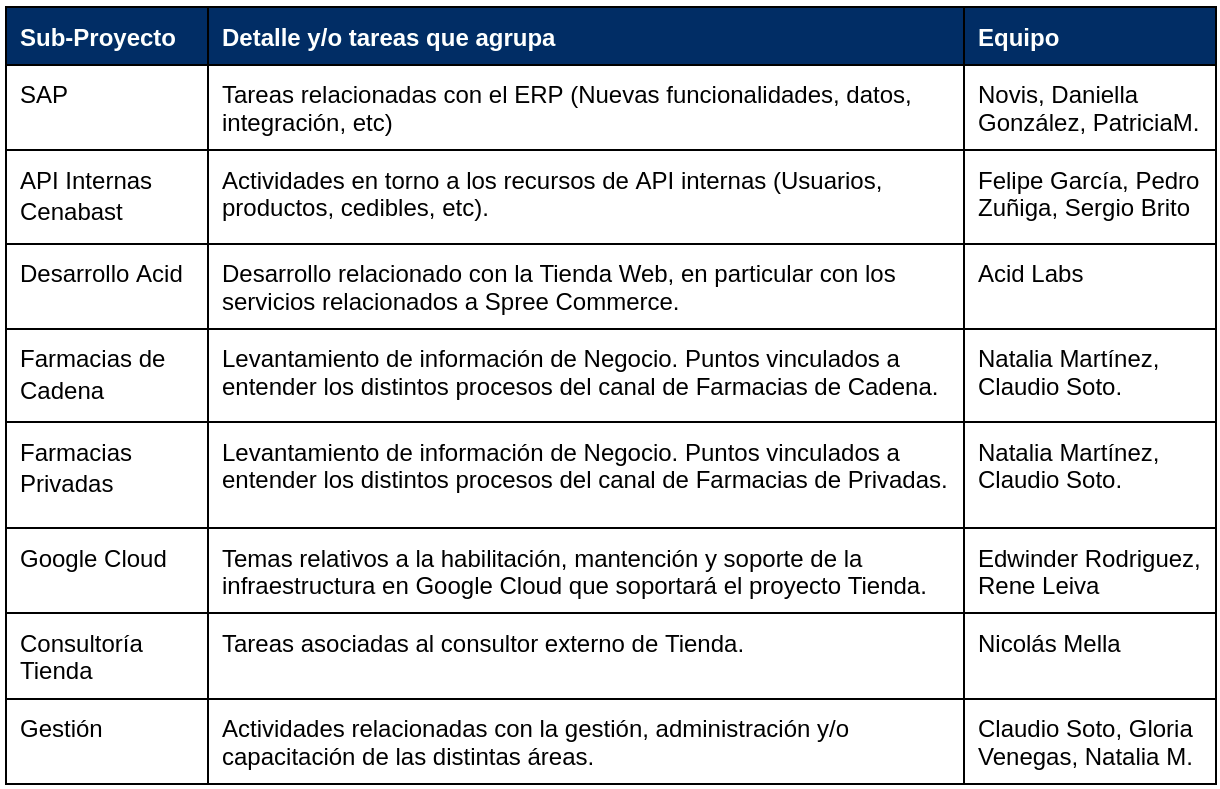 Sub-Proyecto
Detalle y/o tareas que agrupa
Equipo
SAP
Tareas relacionadas con el ERP (Nuevas funcionalidades, datos,
integración, etc)
Novis, Daniella
González, PatriciaM.
API Internas
Cenabast
Actividades en torno a los recursos de API internas (Usuarios,
productos, cedibles, etc).
Felipe García, Pedro
Zuñiga, Sergio Brito
Desarrollo Acid
Desarrollo relacionado con la Tienda Web, en particular con los
servicios relacionados a Spree Commerce.
Acid Labs
Farmacias de
Cadena
Levantamiento de información de Negocio. Puntos vinculados a
entender los distintos procesos del canal de Farmacias de Cadena.
Natalia Martínez,
Claudio Soto.
Farmacias
Privadas
Levantamiento de información de Negocio. Puntos vinculados a
entender los distintos procesos del canal de Farmacias de Privadas.
Natalia Martínez,
Claudio Soto.
Google Cloud
Temas relativos a la habilitación, mantención y soporte de la
infraestructura en Google Cloud que soportará el proyecto Tienda.
Edwinder Rodriguez,
Rene Leiva
Consultoría
Tienda
Tareas asociadas al consultor externo de Tienda.
Nicolás Mella
Gestión
Actividades relacionadas con la gestión, administración y/o
capacitación de las distintas áreas.
Claudio Soto, Gloria
Venegas, Natalia M.